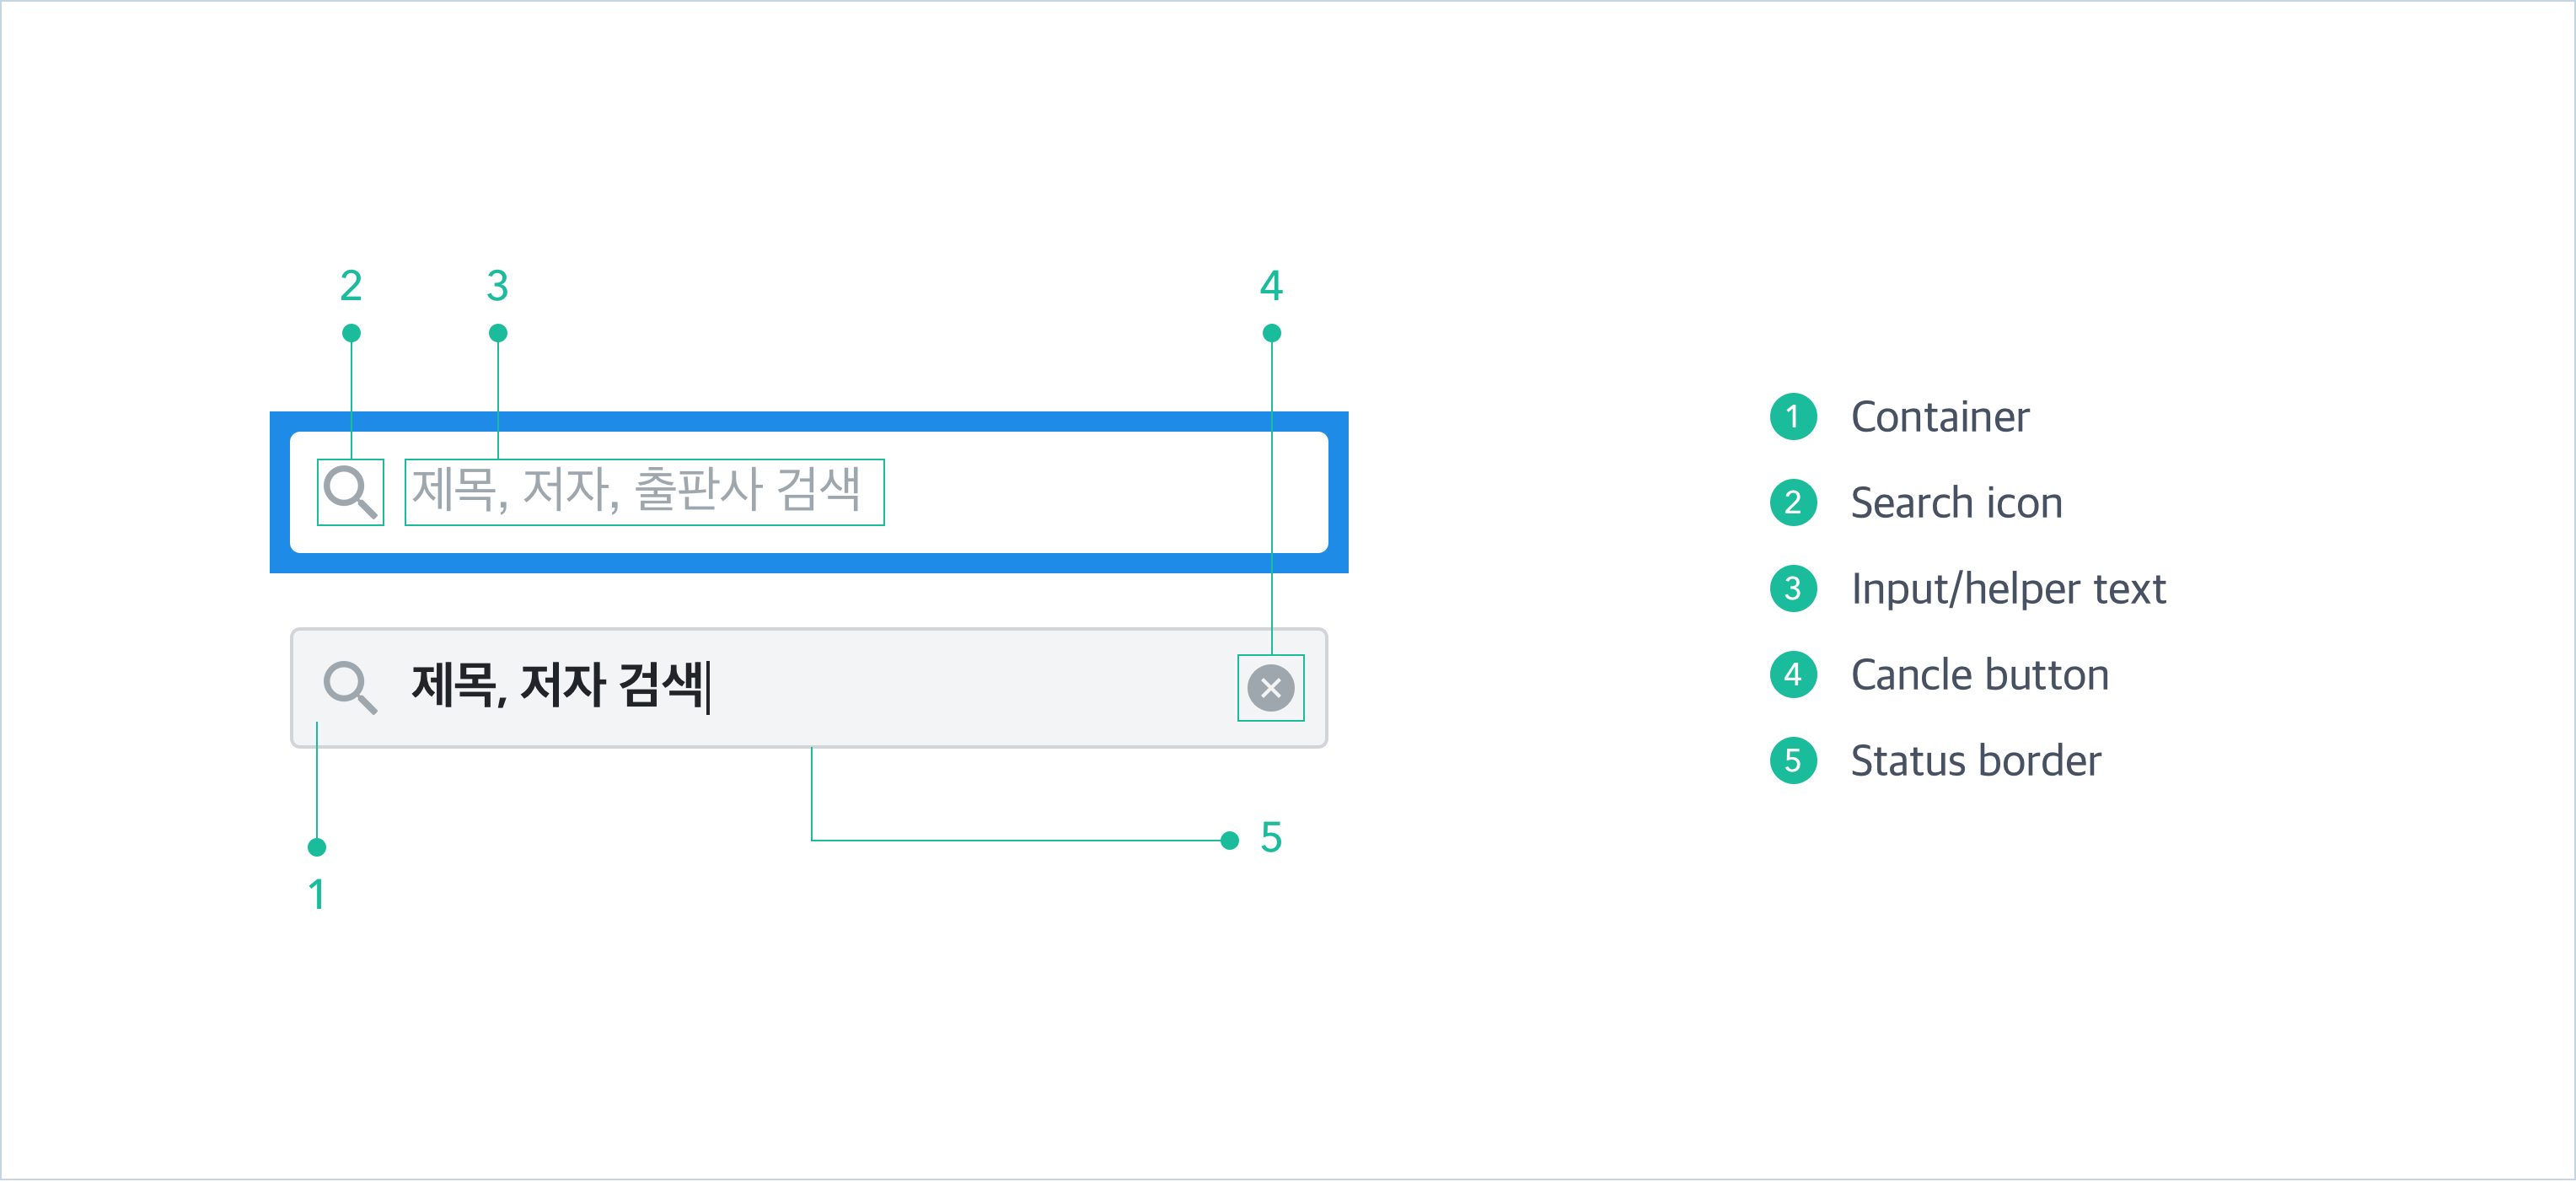 2 3 4
제목, 저자, 출판사 검색
제목, 저자 검색
5
1
1 Container
2 Search icon
3 Input/helper text
4 Cancle button
5 Status border